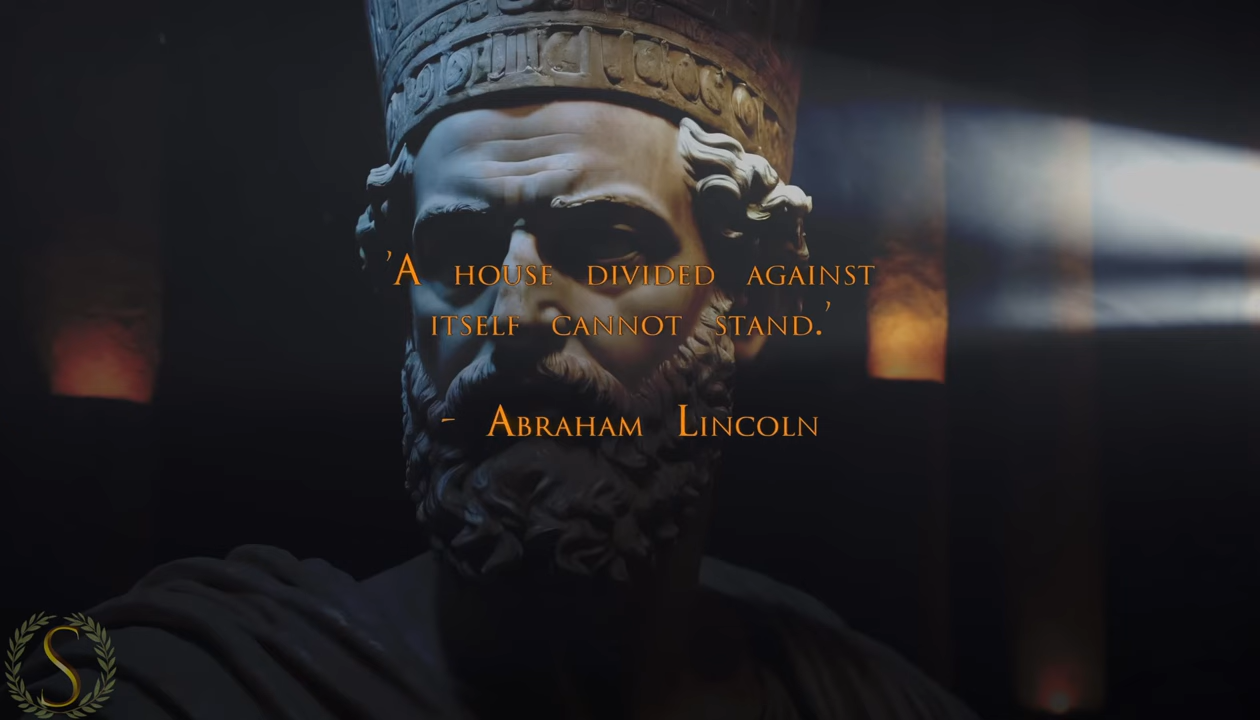 'A house divided against
itself cannot stand.'
- Abraham Lincoln
S